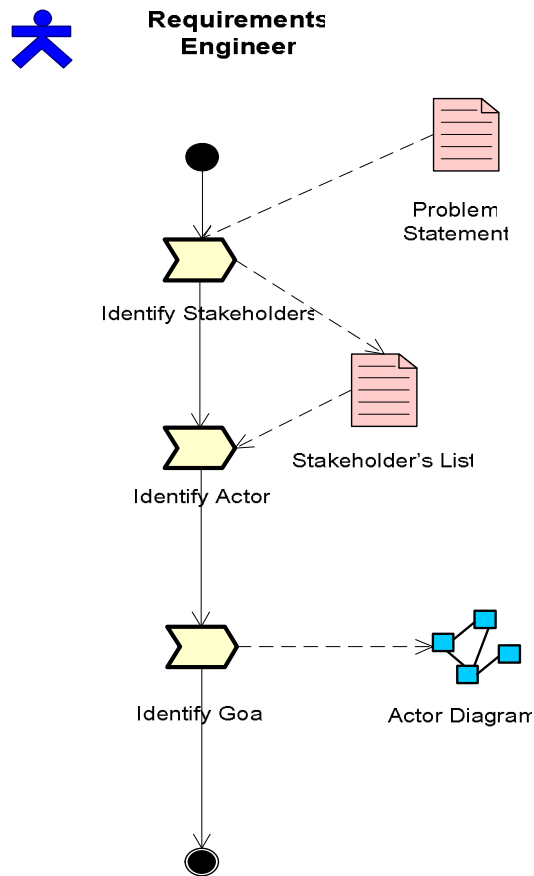 Requirements
Engineer
Problem
Statement
Identify Stakeholders
Stakeholder's List
Identify Actor
Identify Goa
Actor Diagram